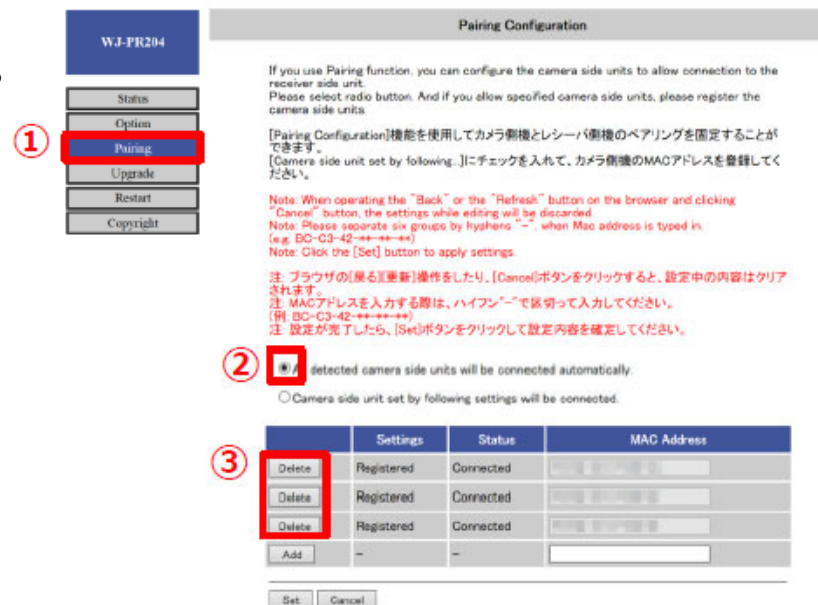 WJ-PR204
Pairing Configuration
Status
Option
①
Pairing
Upgrade
Restart
Copyright
If you use Pairing function, you can configure the camera side units to allow connection to the
receiver side unit.
Please select radio button. And if you allow specified camera side units, please register the
camera side units.
[Pairing Configuration]機能を使用してカメラ側機とレシーバ側機のペアリングを固定することが
できます。
[Camera side unit set by following...]にチェックを入れて、カメラ側機のMACアドレスを登録してく
ださい。
Note: When operating the "Back" or the "Refresh" button on the browser and clicking
"Cancel" button, the settings while editing will be discarded.
Note: Please separate six groups by hyphens "-", when Mac address is typed in.
(e.g. BC-C3-42-**-**-**)
Note: Click the [Set] button to apply settings.
注: ブラウザの[戻る][更新]操作をしたり、[Cancel]ボタンをクリックすると、設定中の内容はクリア
されます。
注: MACアドレスを入力する際は、ハイフン"-"で区切って入力してください。
(例: BC-C3-42-**-**-**)
注: 設定が完了したら、[Set]ボタンをクリックして設定内容を確定してください。
②
detected camera side units will be connected automatically.
Camera side unit set by following settings will be connected.
Settings Status MAC Address
③
Delete Registered Connected
Delete Registered Connected
Delete Registered Connected
Add - -
Set Cancel